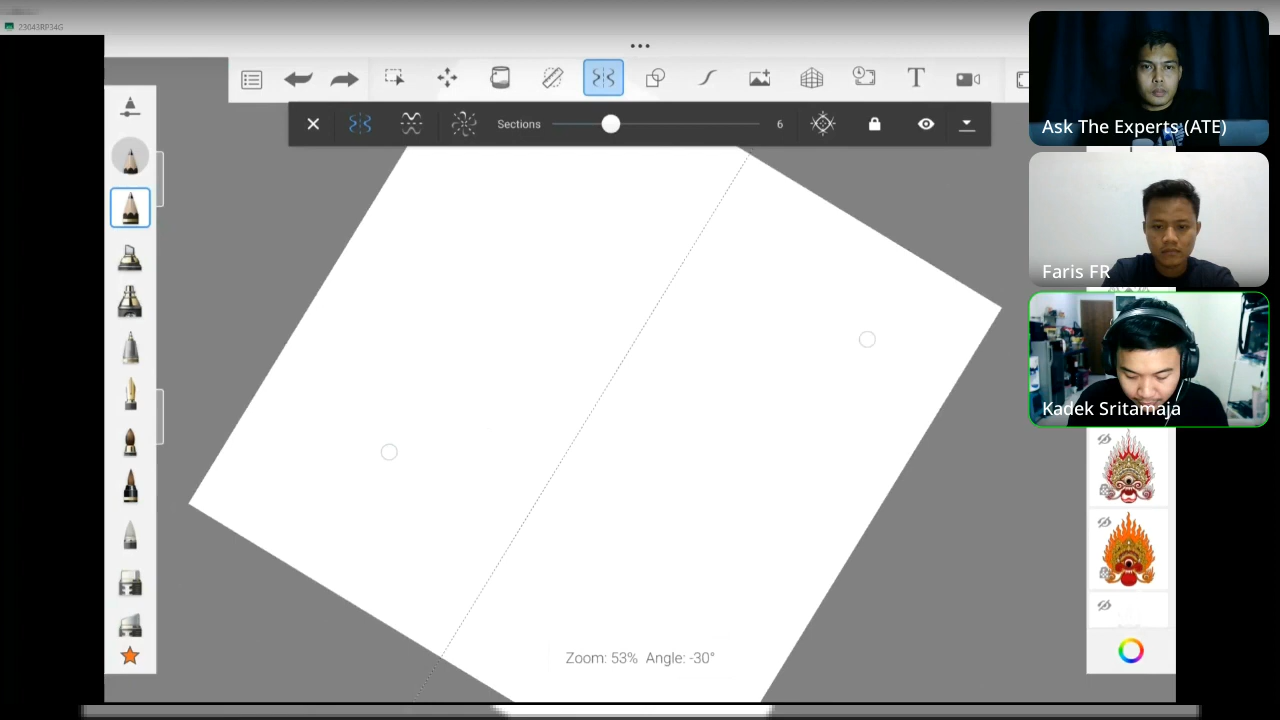 23043RP34G
T
Sections
6
Ask The Experts (ATE)
Faris FR
Kadek Sritamaja
Zoom: 53% Angle: -30°